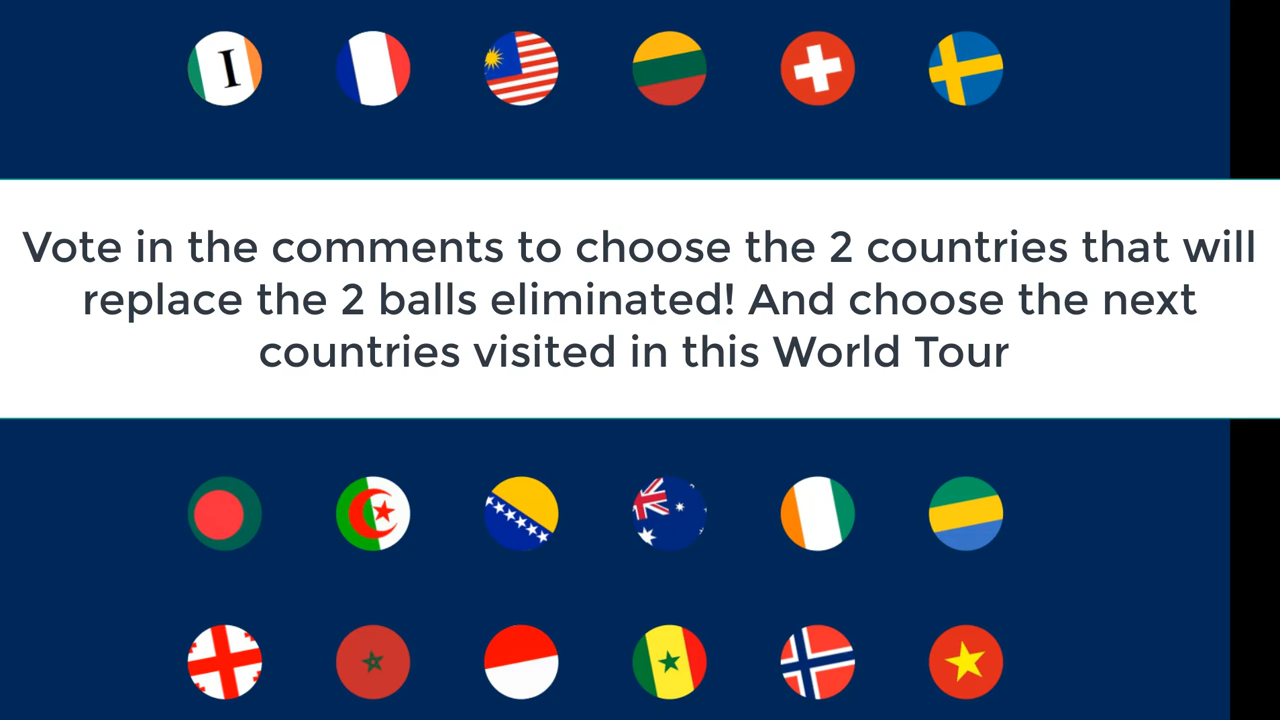 I
Vote in the comments to choose the 2 countries that will
replace the 2 balls eliminated! And choose the next
countries visited in this World Tour